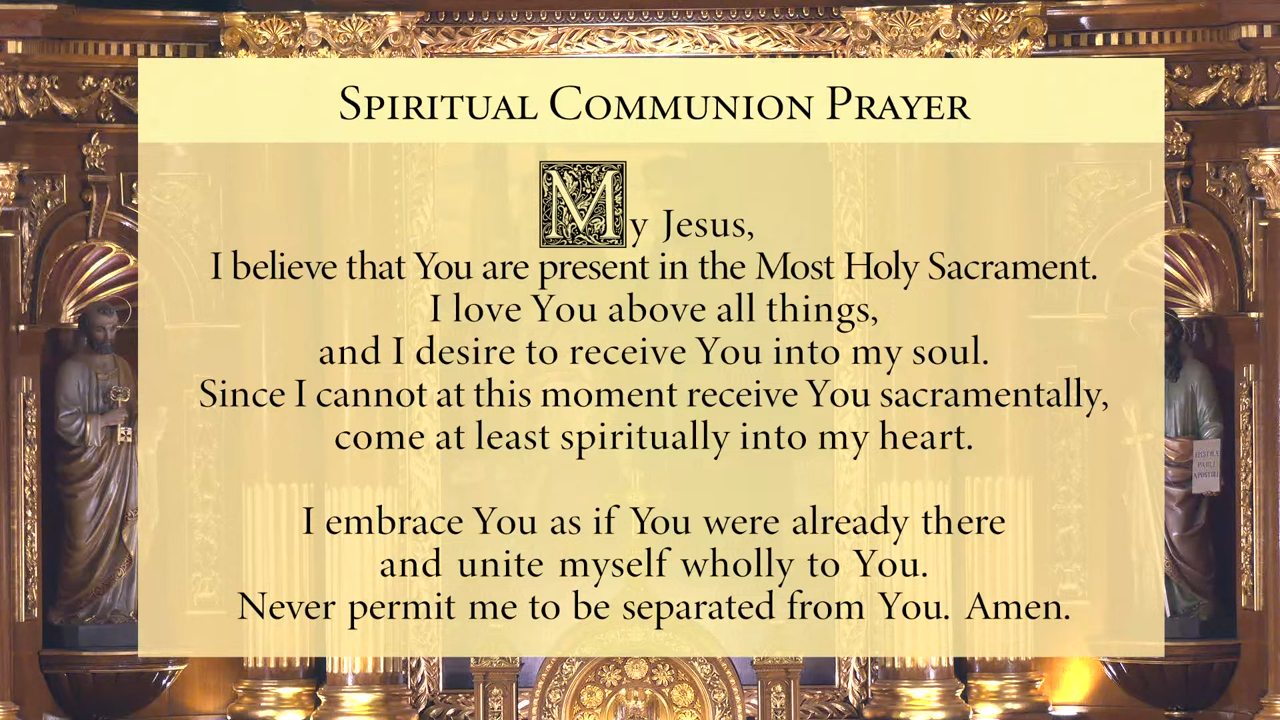 Spiritual Communion Prayer
My Jesus,
I believe that You are present in the Most Holy Sacrament.
I love You above all things,
and I desire to receive You into my soul.
Since I cannot at this moment receive You sacramentally,
come at least spiritually into my heart.
I embrace You as if You were already there
and unite myself wholly to You.
Never permit me to be separated from You. Amen.